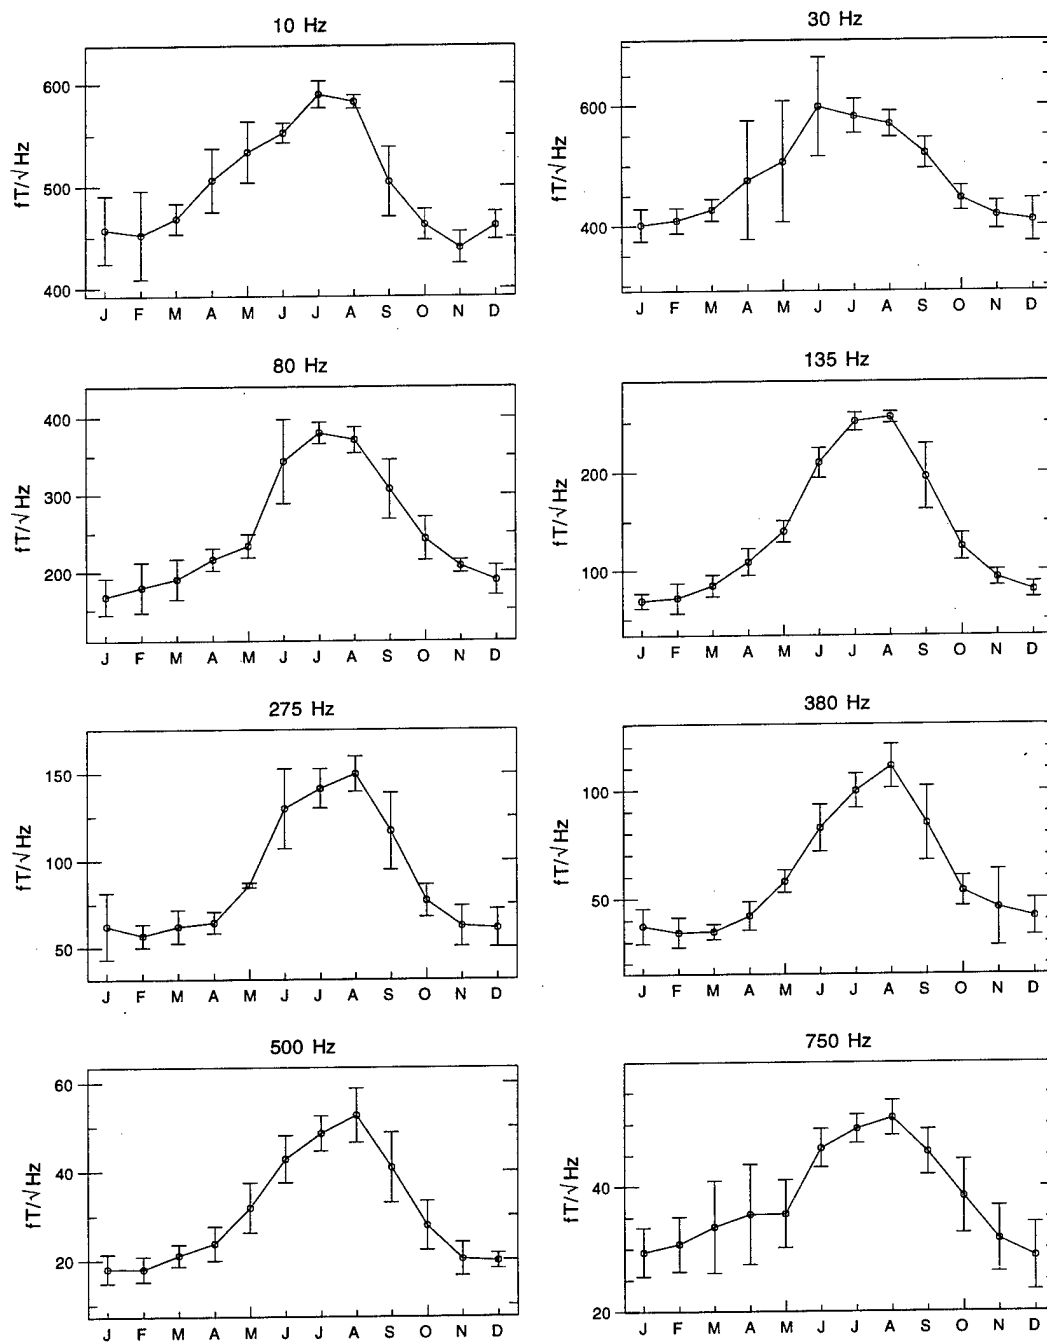 10 Hz
fT/√Hz
600
500
400
J F M A M J J A S O N D
30 Hz
fT/√Hz
600
400
J F M A M J J A S O N D
80 Hz
fT/√Hz
400
300
200
J F M A M J J A S O N D
135 Hz
fT/√Hz
200
100
J F M A M J J A S O N D
275 Hz
fT/√Hz
150
100
50
J F M A M J J A S O N D
380 Hz
fT/√Hz
100
50
J F M A M J J A S O N D
500 Hz
fT/√Hz
60
40
20
J F M A M J J A S O N D
750 Hz
fT/√Hz
40
20
J F M A M J J A S O N D